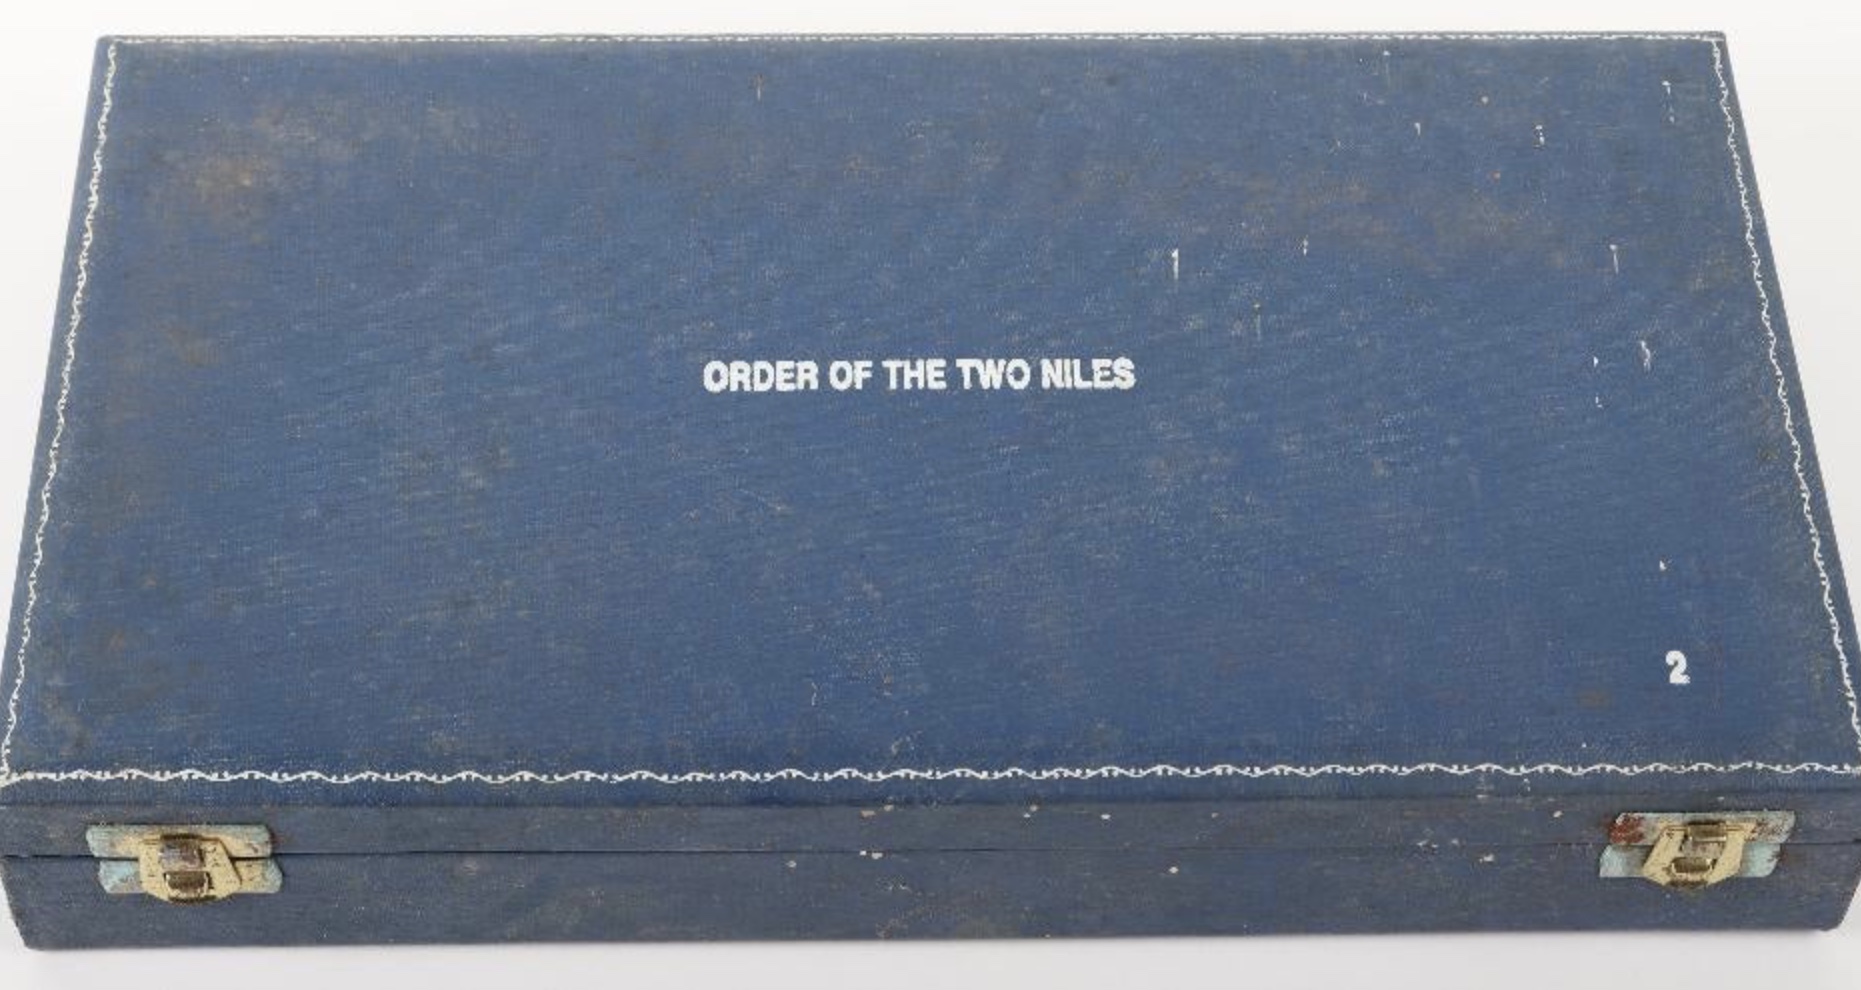 ORDER OF THE TWO NILES
2